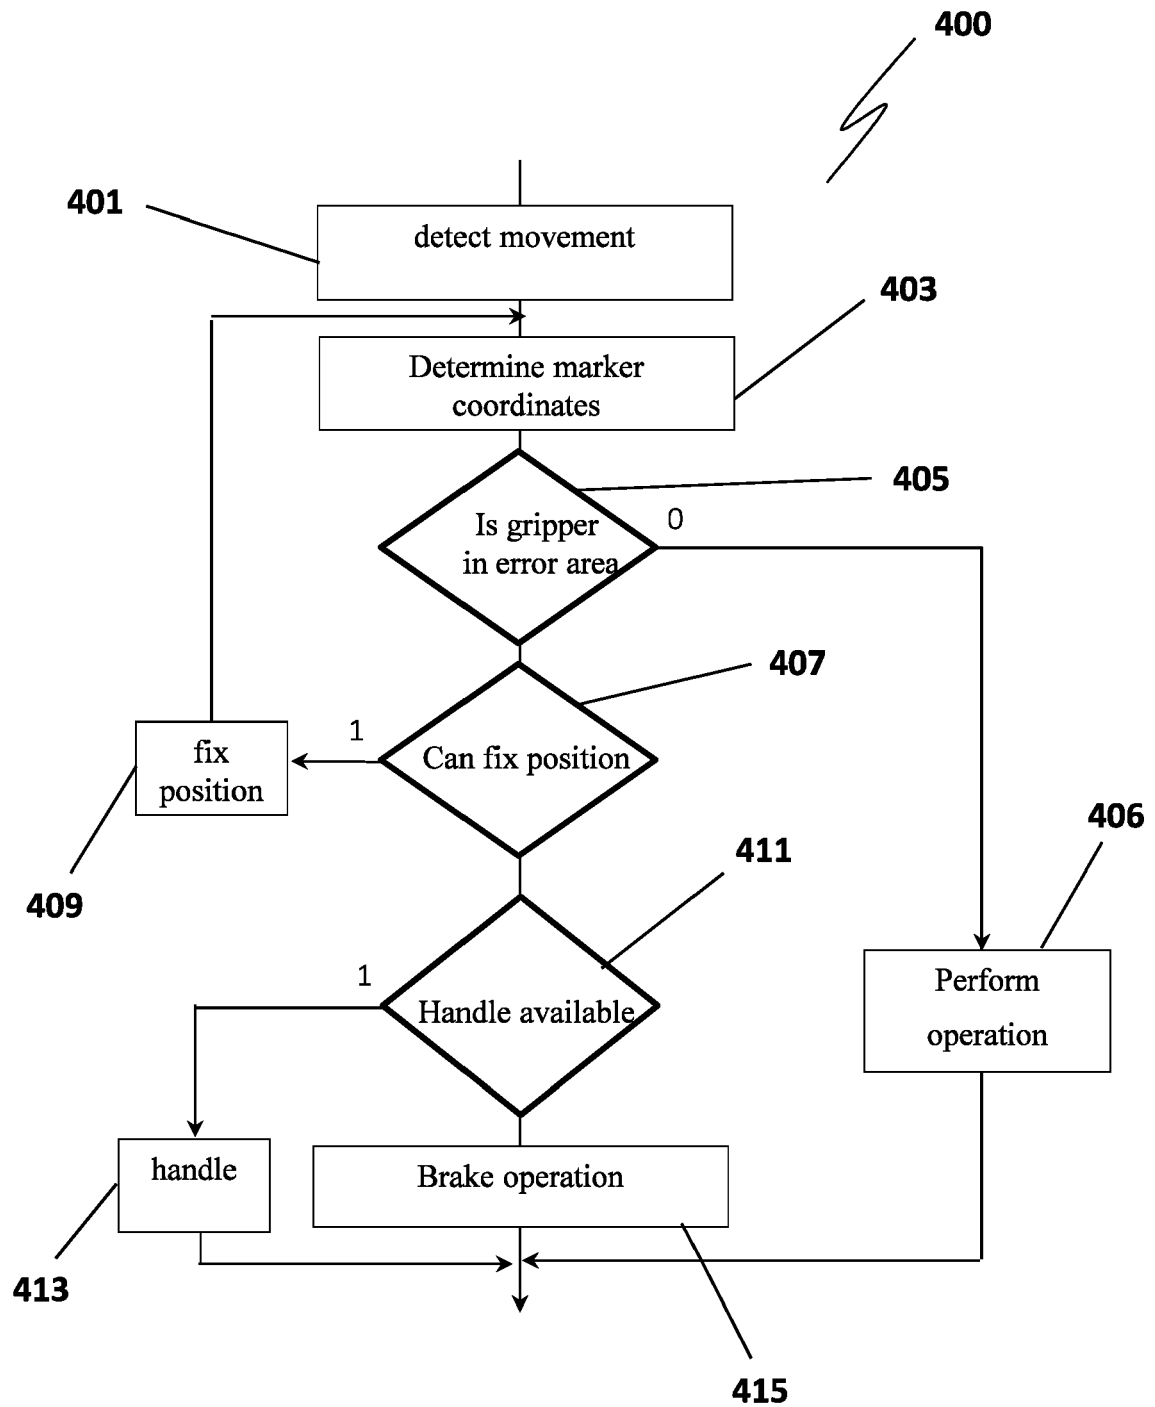 400
401
detect movement
403
Determine marker
coordinates
405
0
Is gripper
in error area
407
1
Can fix position
fix
position
409
406
411
1
Handle available
Perform
operation
handle
Brake operation
413
415